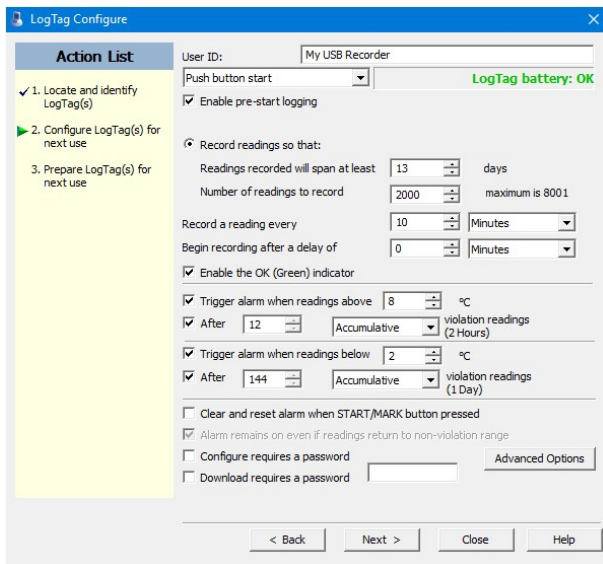 LogTag Configure
Action List
1. Locate and identify
LogTag(s)
2. Configure LogTag(s) for
next use
3. Prepare LogTag(s) for
next use
User ID: My USB Recorder
Push button start LogTag battery: OK
Enable pre-start logging
Record readings so that:
Readings recorded will span at least 13 days
Number of readings to record 2000 maximum is 8001
Record a reading every 10 Minutes
Begin recording after a delay of 0 Minutes
Enable the OK (Green) indicator
Trigger alarm when readings above 8 ºC
After 12 Accumulative violation readings
(2 Hours)
Trigger alarm when readings below 2 ºC
After 144 Accumulative violation readings
(1 Day)
Clear and reset alarm when START/MARK button pressed
Alarm remains on even if readings return to non-violation range
Configure requires a password
Download requires a password
Advanced Options
< Back Next > Close Help